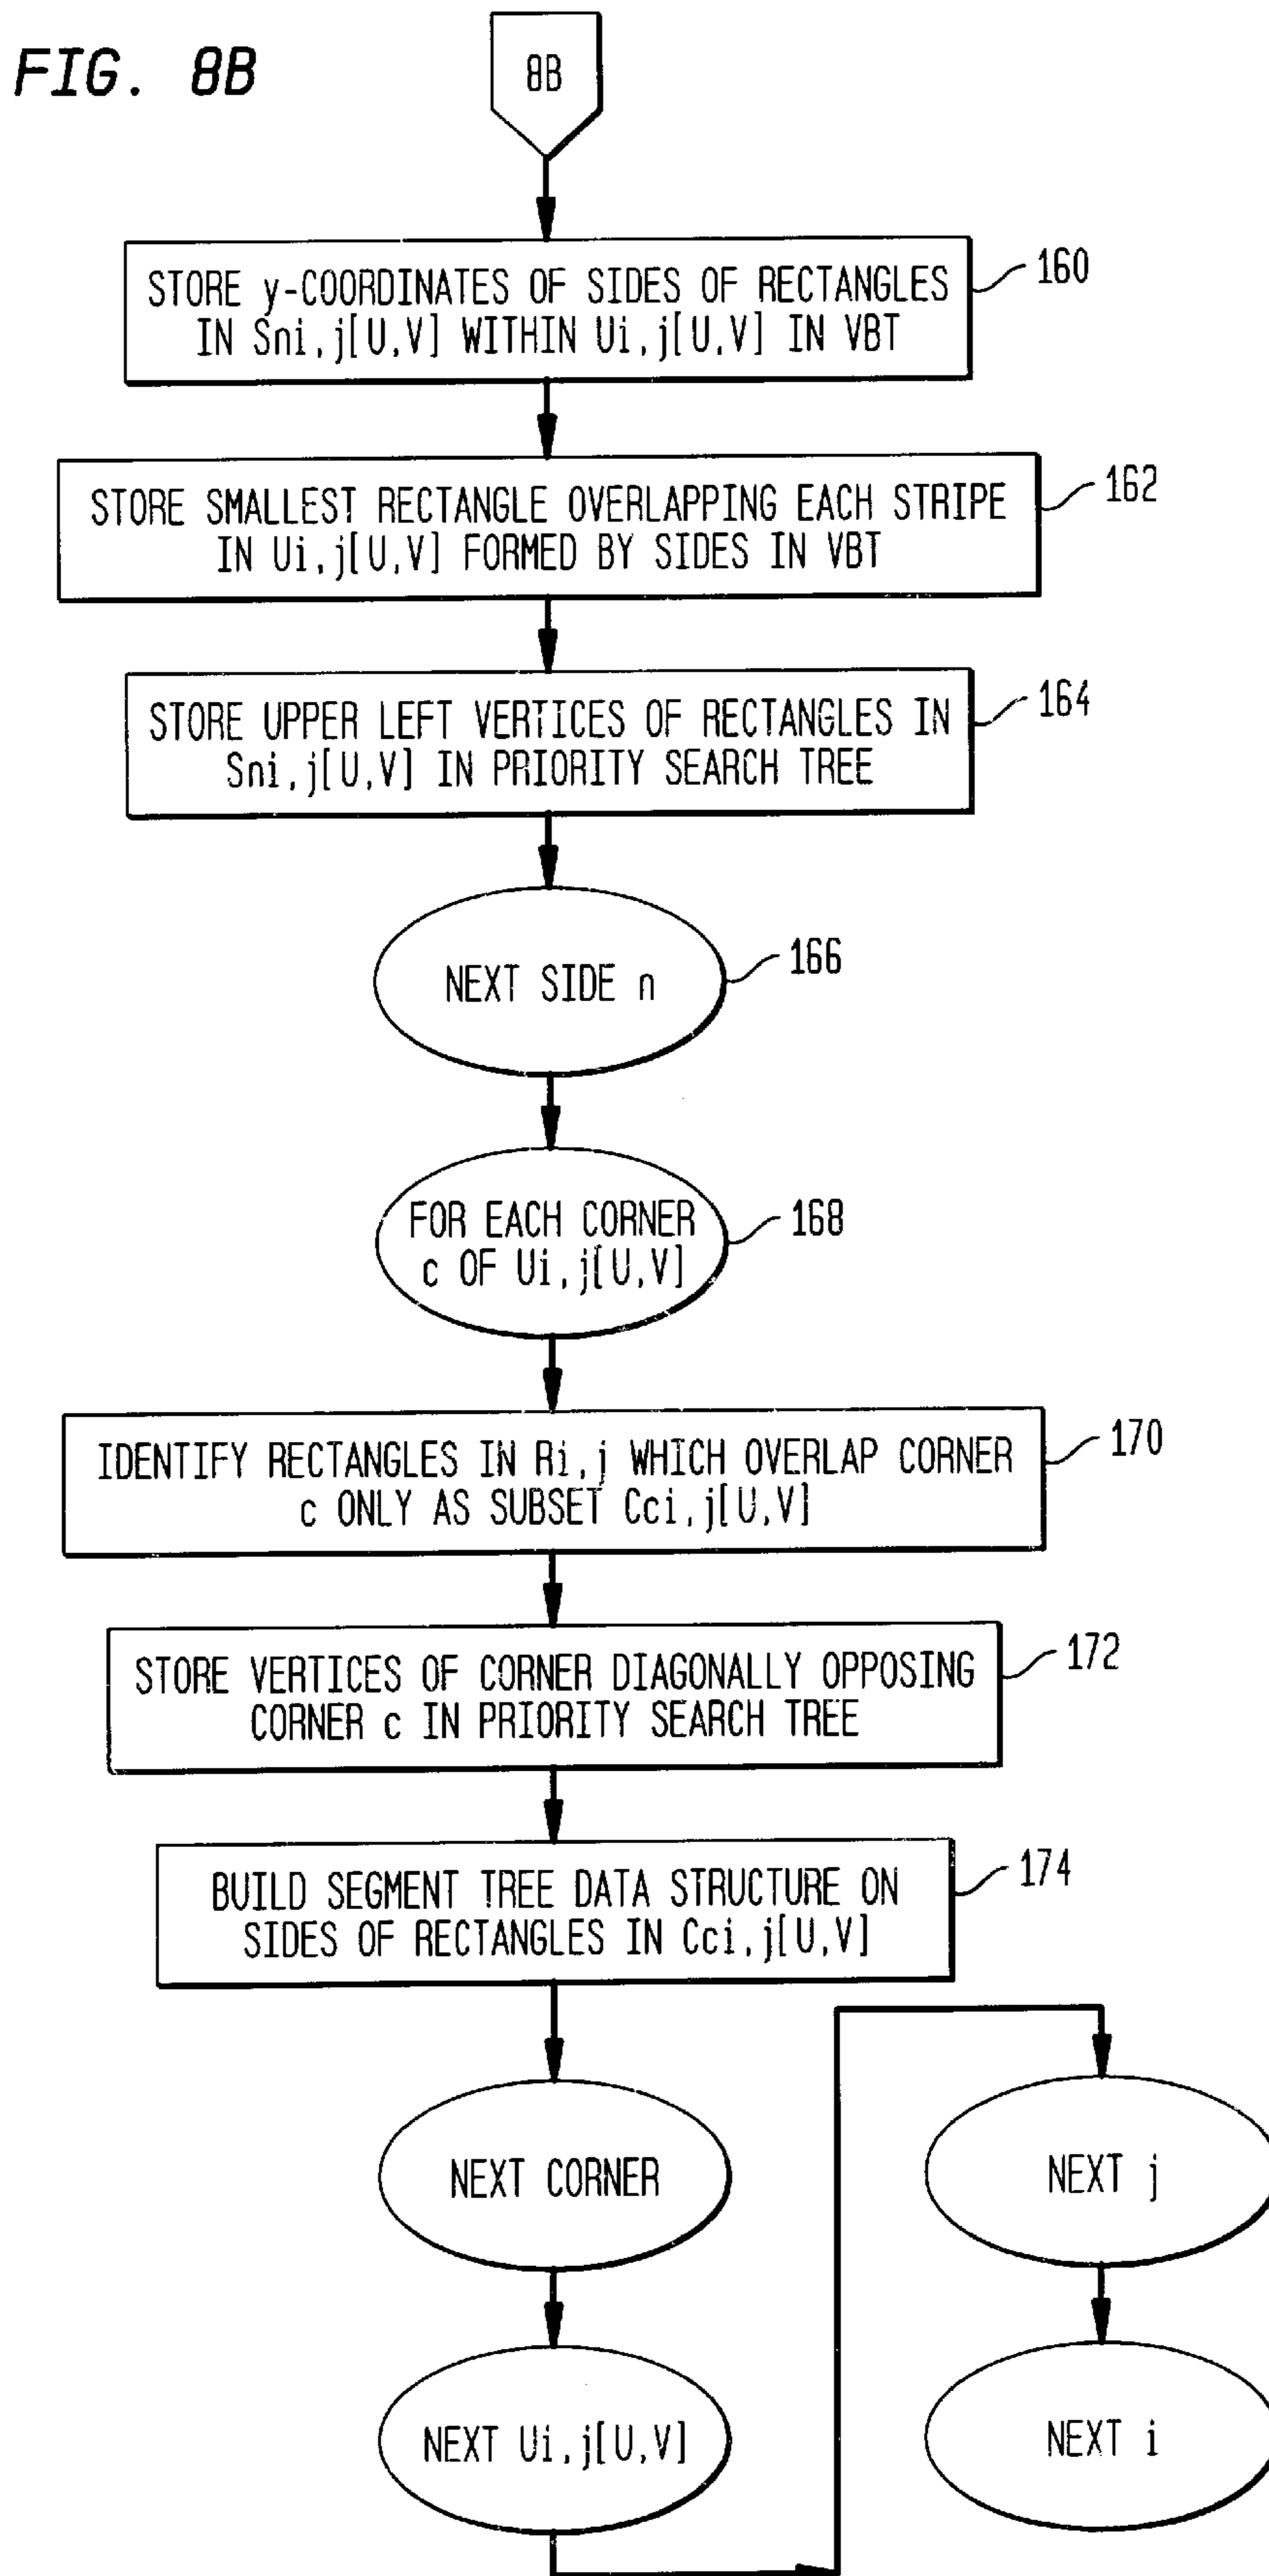 FIG. 8B
8B
STORE y-COORDINATES OF SIDES OF RECTANGLES
IN Sni,j[U,V] WITHIN Ui,j[U,V] IN VBT
160
STORE SMALLEST RECTANGLE OVERLAPPING EACH STRIPE
IN Ui,j[U,V] FORMED BY SIDES IN VBT
162
STORE UPPER LEFT VERTICES OF RECTANGLES IN
Sni,j[U,V] IN PRIORITY SEARCH TREE
164
NEXT SIDE n
166
FOR EACH CORNER
c OF Ui,j[U,V]
168
IDENTIFY RECTANGLES IN Ri,j WHICH OVERLAP CORNER
c ONLY AS SUBSET Cci,j[U,V]
170
STORE VERTICES OF CORNER DIAGONALLY OPPOSING
CORNER c IN PRIORITY SEARCH TREE
172
BUILD SEGMENT TREE DATA STRUCTURE ON
SIDES OF RECTANGLES IN Cci,j[U,V]
174
NEXT CORNER
NEXT Ui,j[U,V]
NEXT j
NEXT i